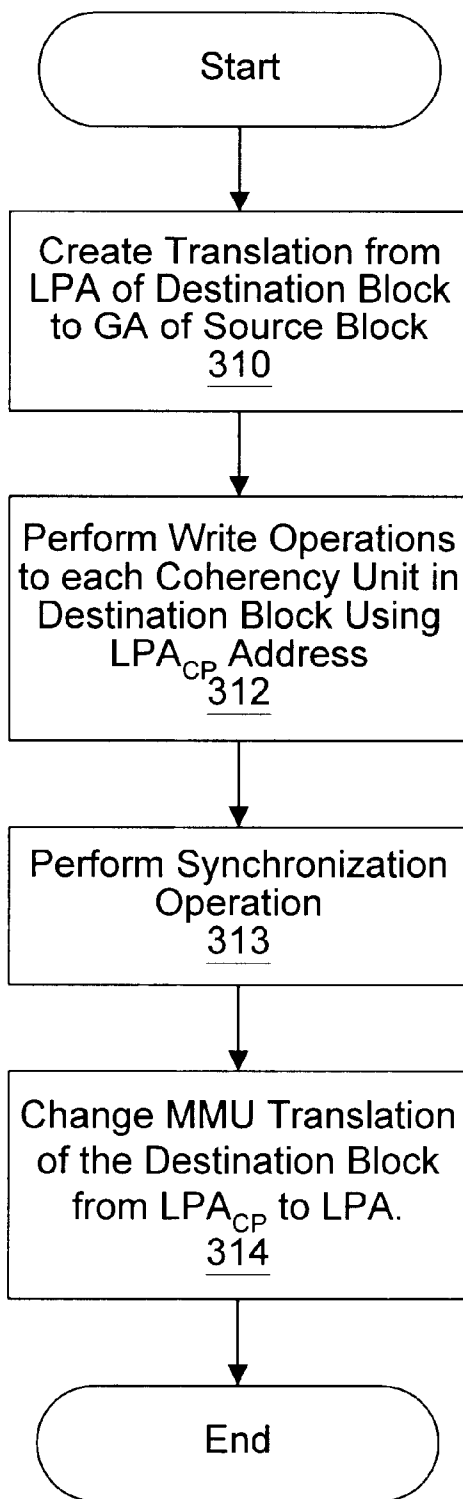 Start
Create Translation from
LPA of Destination Block
to GA of Source Block
310
Perform Write Operations
to each Coherency Unit in
Destination Block Using
LPA_CP Address
312
Perform Synchronization
Operation
313
Change MMU Translation
of the Destination Block
from LPA_CP to LPA.
314
End